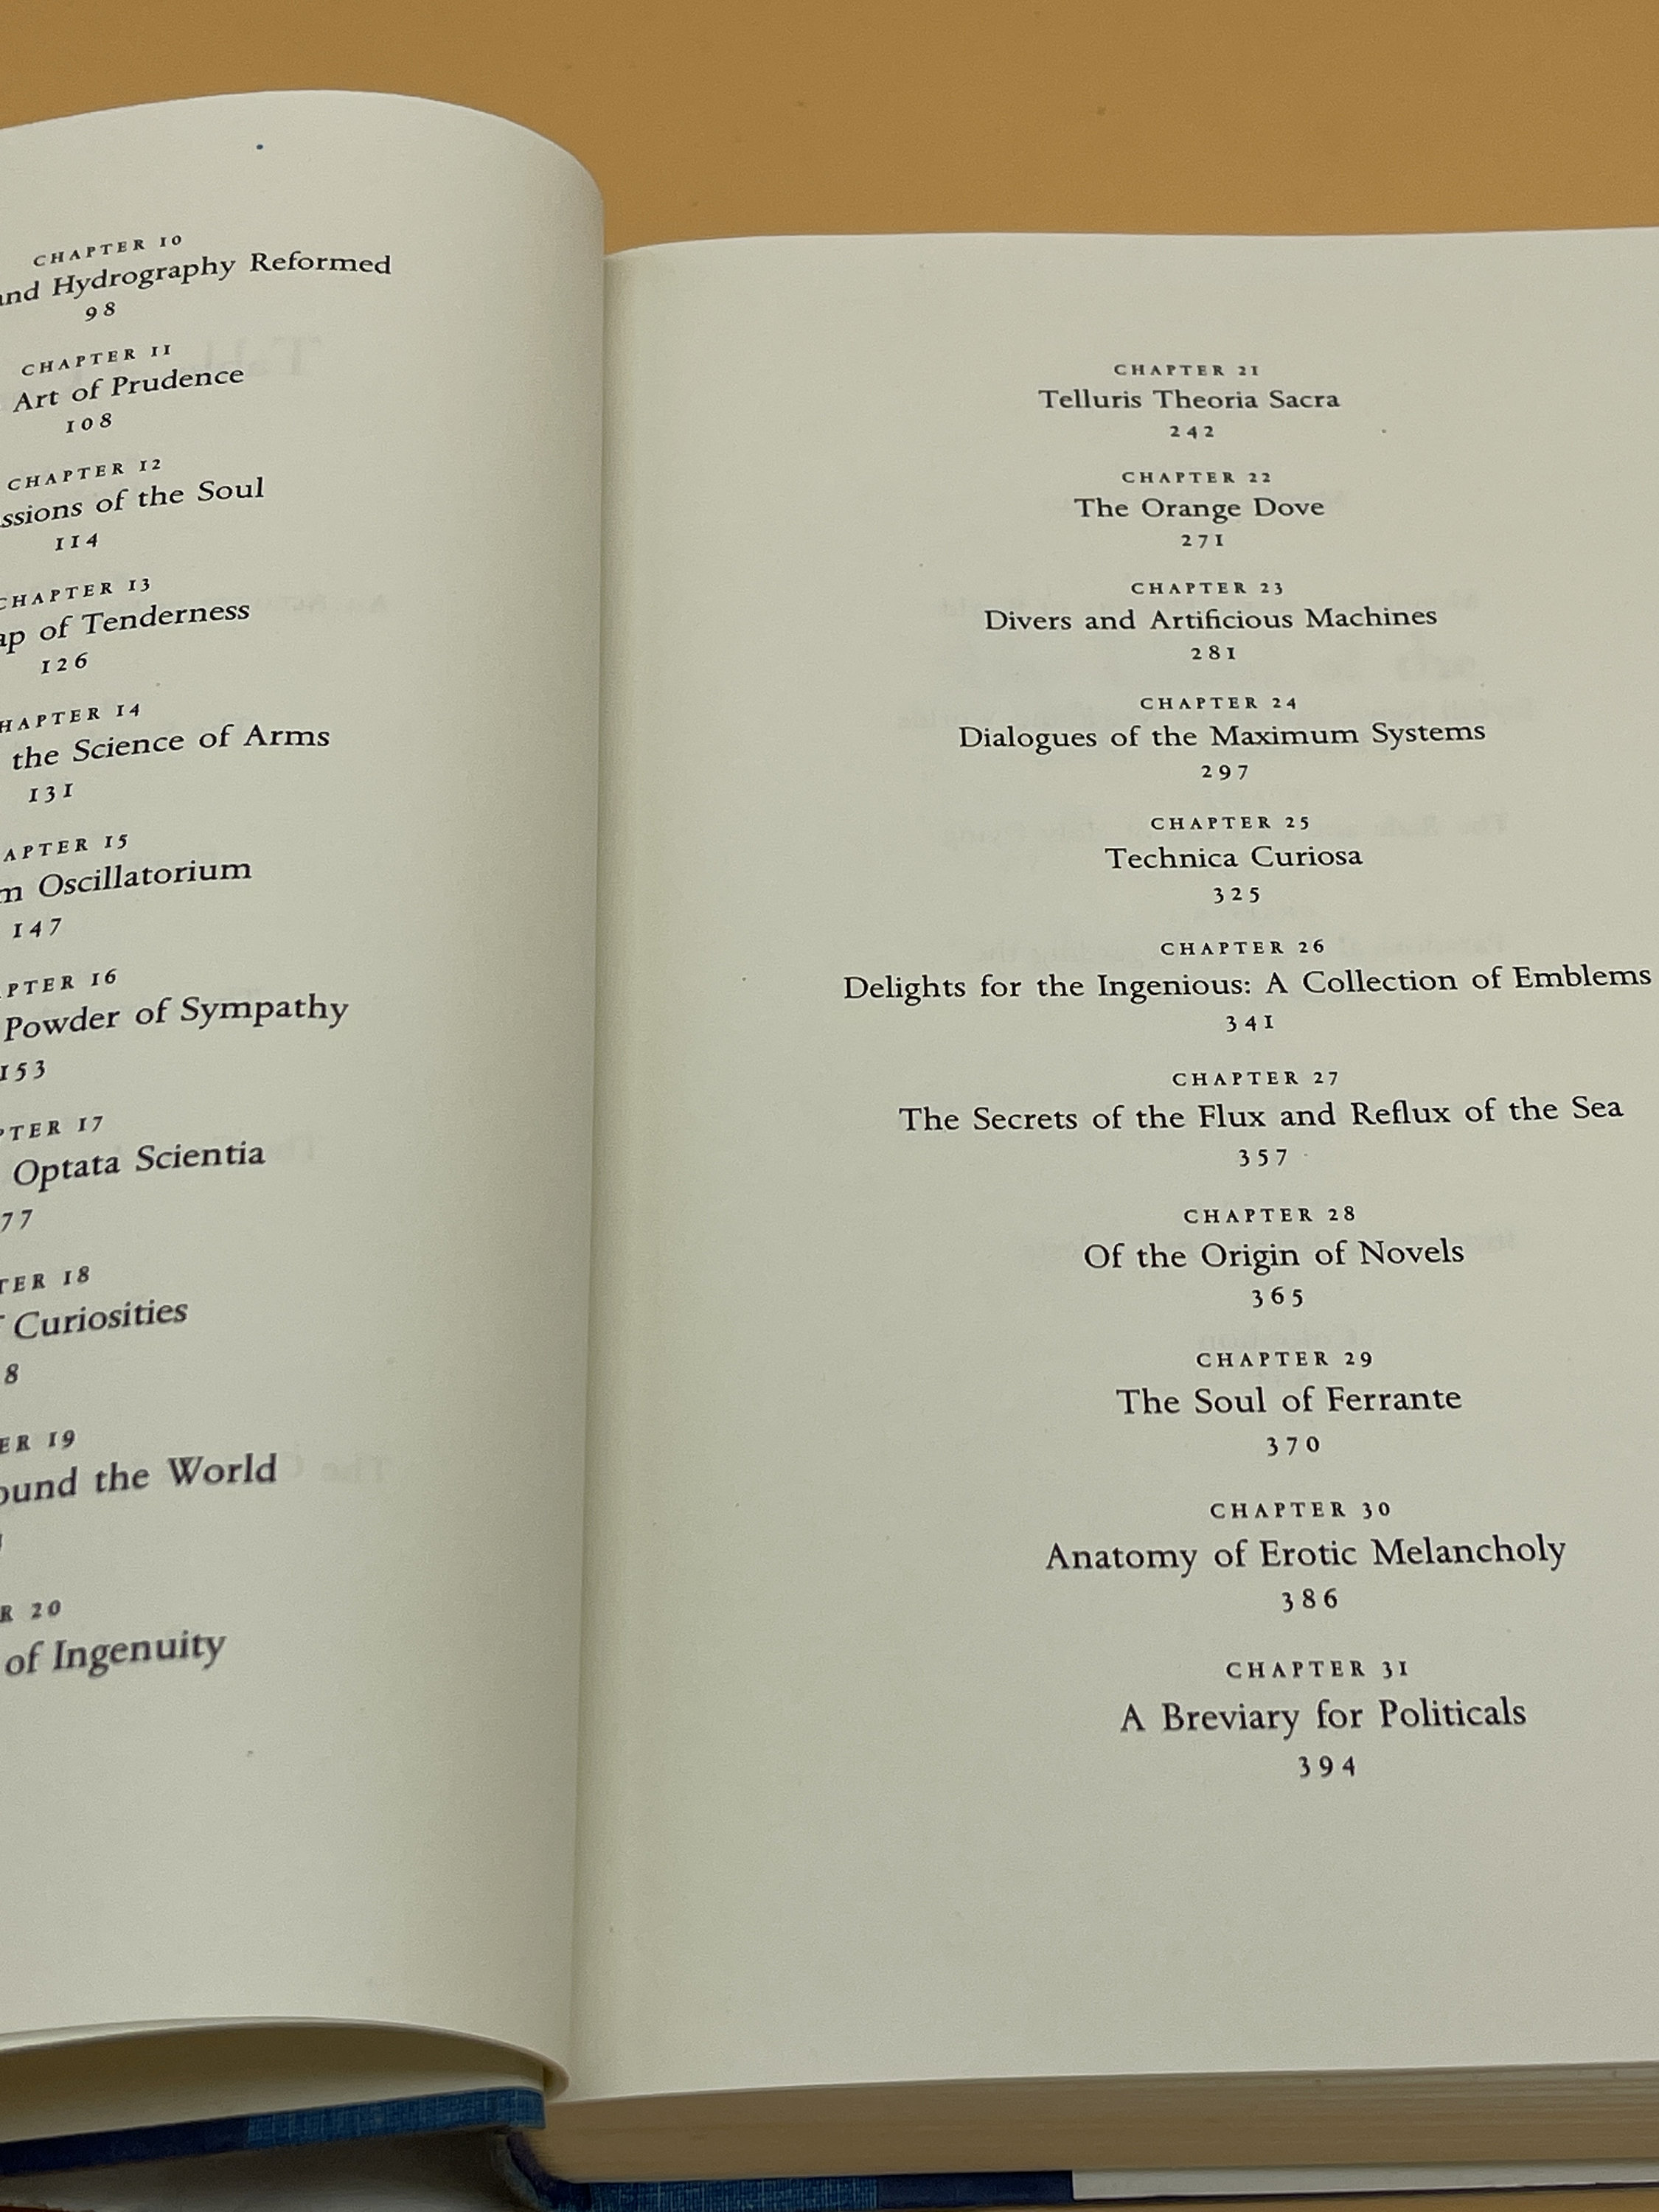 CHAPTER 10
and Hydrography Reformed
98
CHAPTER 11
Art of Prudence
108
CHAPTER 12
ssions of the Soul
114
CHAPTER 13
ap of Tenderness
126
HAPTER 14
the Science of Arms
131
APTER 15
m Oscillatorium
147
PTER 16
Powder of Sympathy
153
TER 17
Optata Scientia
77
TER 18
Curiosities
8
ER 19
ound the World
R 20
of Ingenuity
CHAPTER 21
Telluris Theoria Sacra
242
CHAPTER 22
The Orange Dove
271
CHAPTER 23
Divers and Artificious Machines
281
CHAPTER 24
Dialogues of the Maximum Systems
297
CHAPTER 25
Technica Curiosa
325
CHAPTER 26
Delights for the Ingenious: A Collection of Emblems
341
CHAPTER 27
The Secrets of the Flux and Reflux of the Sea
357
CHAPTER 28
Of the Origin of Novels
365
CHAPTER 29
The Soul of Ferrante
370
CHAPTER 30
Anatomy of Erotic Melancholy
386
CHAPTER 31
A Breviary for Politicals
394